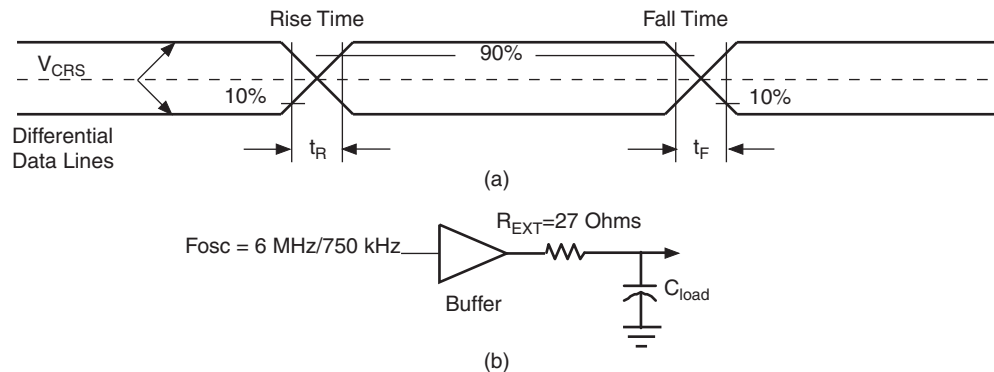 Rise Time
Fall Time
V_CRS
90%
10%
10%
Differential
Data Lines
t_R
t_F
(a)
R_EXT=27 Ohms
Fosc = 6 MHz/750 kHz
Buffer
C_load
(b)